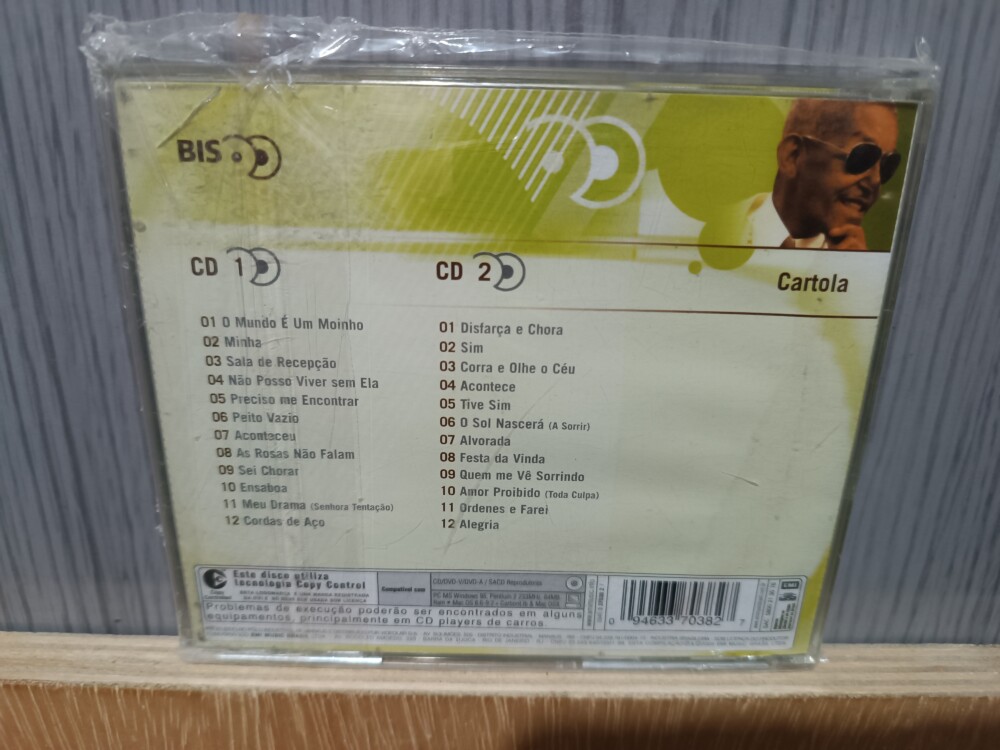 BIS
CD 1
CD 2
Cartola
01 O Mundo É Um Moinho
02 Minha
03 Sala de Recepção
04 Não Posso Viver sem Ela
05 Preciso me Encontrar
06 Peito Vazio
07 Aconteceu
08 As Rosas Não Falam
09 Sei Chorar
10 Ensaboa
11 Meu Drama (Senhora Tentação)
12 Cordas de Aço
01 Disfarça e Chora
02 Sim
03 Corra e Olhe o Céu
04 Acontece
05 Tive Sim
06 O Sol Nascerá (A Sorrir)
07 Alvorada
08 Festa da Vinda
09 Quem me Vê Sorrindo
10 Amor Proibido (Toda Culpa)
11 Ordenes e Farei
12 Alegria
Este disco utiliza
tecnologia Copy Control
Compatível com
Problemas de execução poderão ser encontrados em alguns
equipamentos, principalmente em CD players de carros
0 94633 70382
EMI